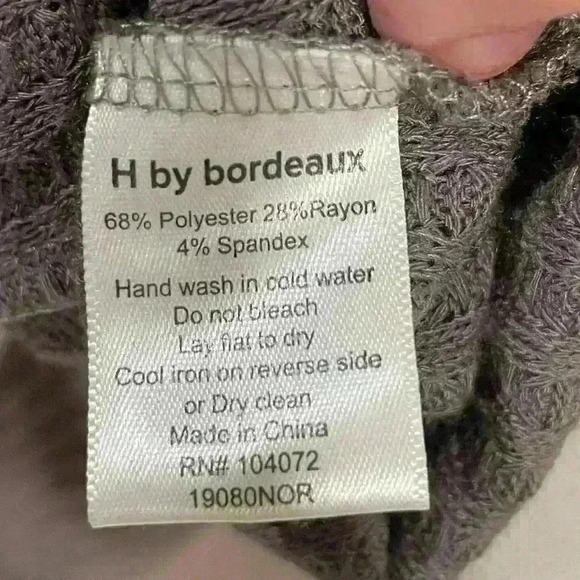 H by bordeaux
68% Polyester 28%Rayon
4% Spandex
Hand wash in cold water
Do not bleach
Lay flat to dry
Cool iron on reverse side
or Dry clean
Made in China
RN# 104072
19080NOR